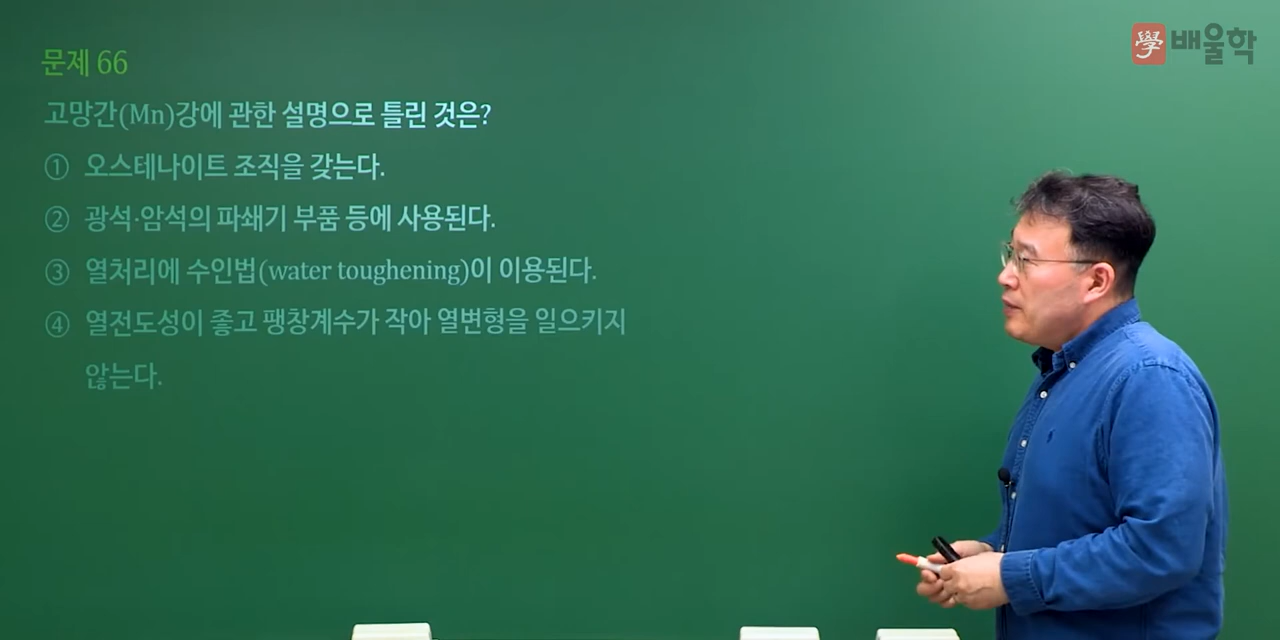 學 배울학
문제 66
고망간(Mn)강에 관한 설명으로 틀린 것은?
① 오스테나이트 조직을 갖는다.
② 광석·암석의 파쇄기 부품 등에 사용된다.
③ 열처리에 수인법(water toughening)이 이용된다.
④ 열전도성이 좋고 팽창계수가 작아 열변형을 일으키지
않는다.